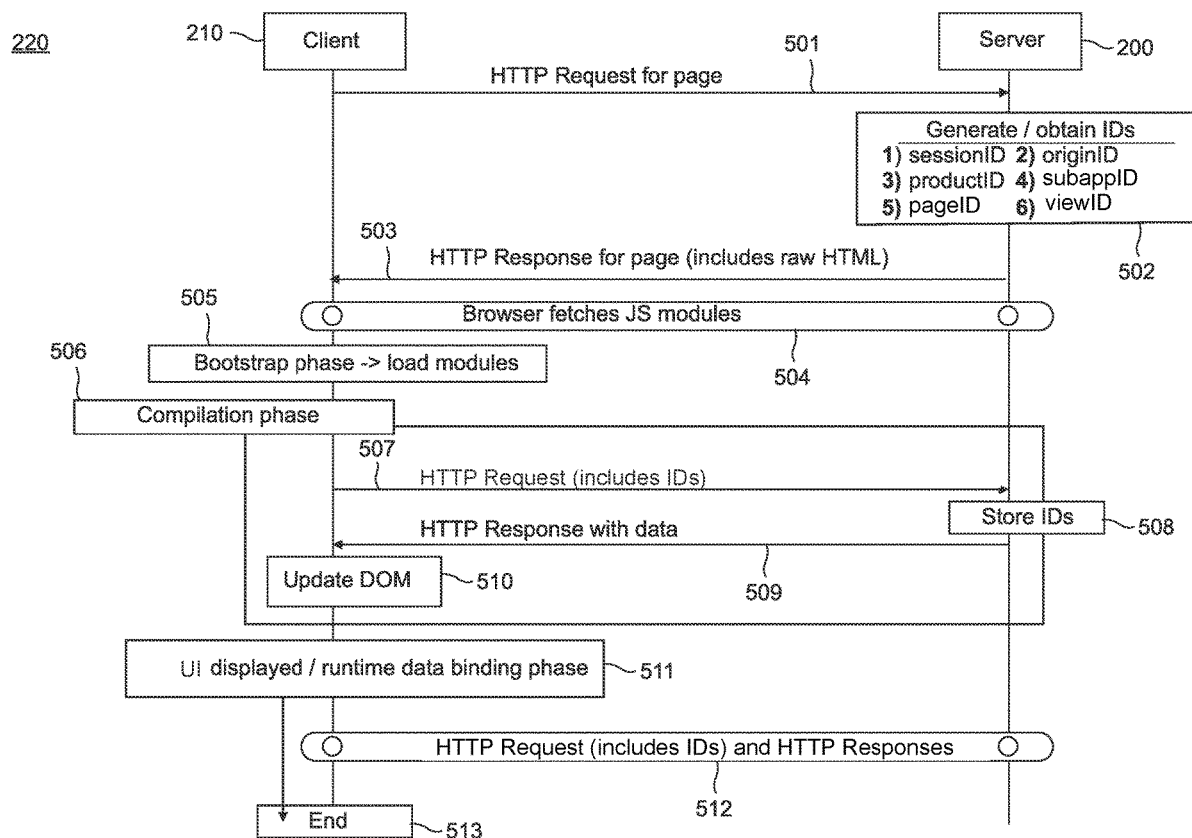 220
210
Client
Server
200
501
HTTP Request for page
Generate / obtain IDs
1) sessionID 2) originID
3) productID 4) subappID
5) pageID 6) viewID
502
503
HTTP Response for page (includes raw HTML)
Browser fetches JS modules
504
505
Bootstrap phase -> load modules
506
Compilation phase
507
HTTP Request (includes IDs)
Store IDs
508
HTTP Response with data
509
Update DOM
510
UI displayed / runtime data binding phase
511
HTTP Request (includes IDs) and HTTP Responses
512
End
513